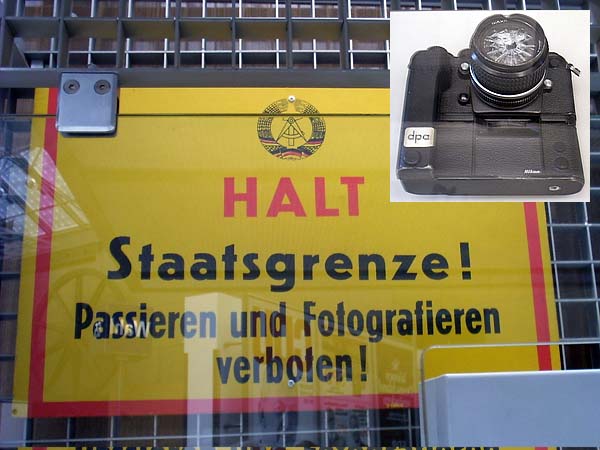 HALT
Staatsgrenze!
Passieren und Fotografieren
verboten!
dpa
Nikon